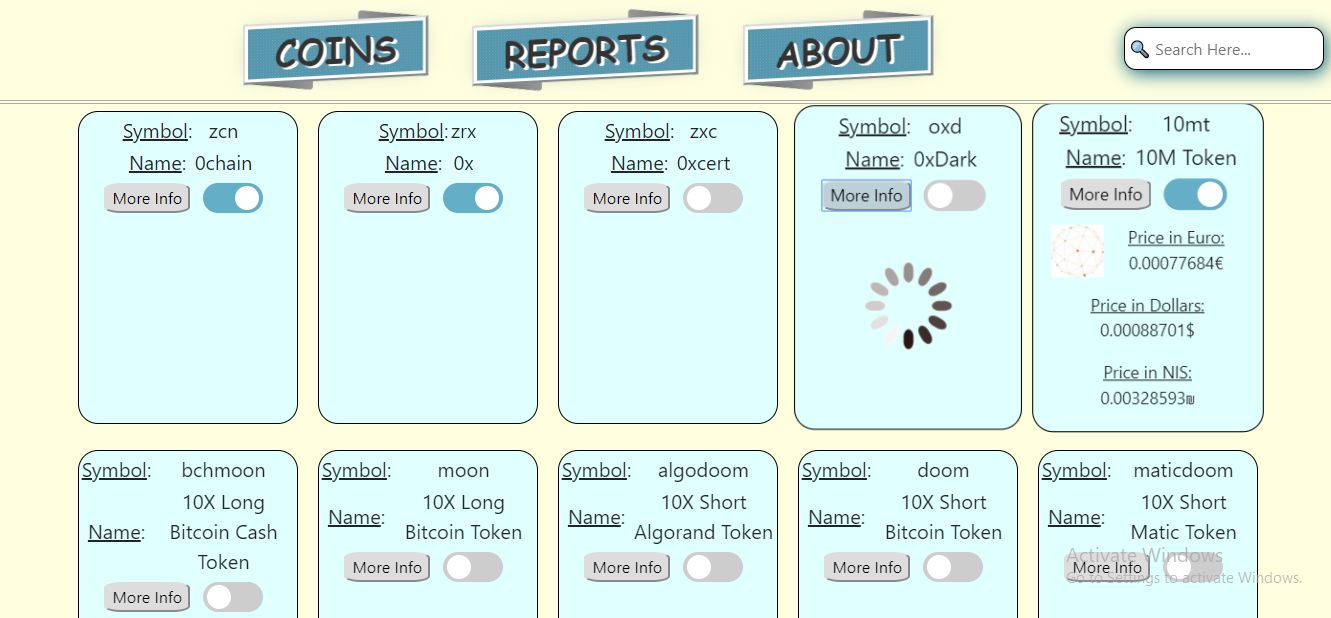 COINS REPORTS ABOUT
Search Here...
Symbol: zcn
Name: 0chain
More Info
Symbol: zrx
Name: 0x
More Info
Symbol: zxc
Name: 0xcert
More Info
Symbol: oxd
Name: 0xDark
More Info
Symbol: 10mt
Name: 10M Token
More Info
Price in Euro:
0.00077684€
Price in Dollars:
0.00088701$
Price in NIS:
0.00328593₪
Symbol: bchmoon
Name: 10X Long
Bitcoin Cash
Token
More Info
Symbol: moon
Name: 10X Long
Bitcoin Token
More Info
Symbol: algodoom
Name: 10X Short
Algorand Token
More Info
Symbol: doom
Name: 10X Short
Bitcoin Token
More Info
Symbol: maticdoom
Name: 10X Short
Matic Token
More Info
Activate Windows
Go to Settings to activate Windows.